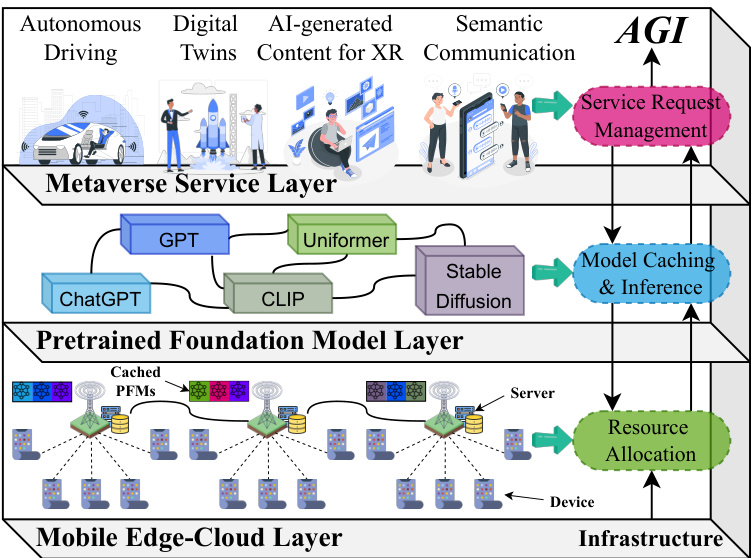 Autonomous
Driving
Digital
Twins
AI-generated
Content for XR
Semantic
Communication
AGI
Service Request
Management
Metaverse Service Layer
GPT
Uniformer
ChatGPT
CLIP
Stable
Diffusion
Model Caching
& Inference
Pretrained Foundation Model Layer
Cached
PFMs
Server
Resource
Allocation
Device
Mobile Edge-Cloud Layer
Infrastructure